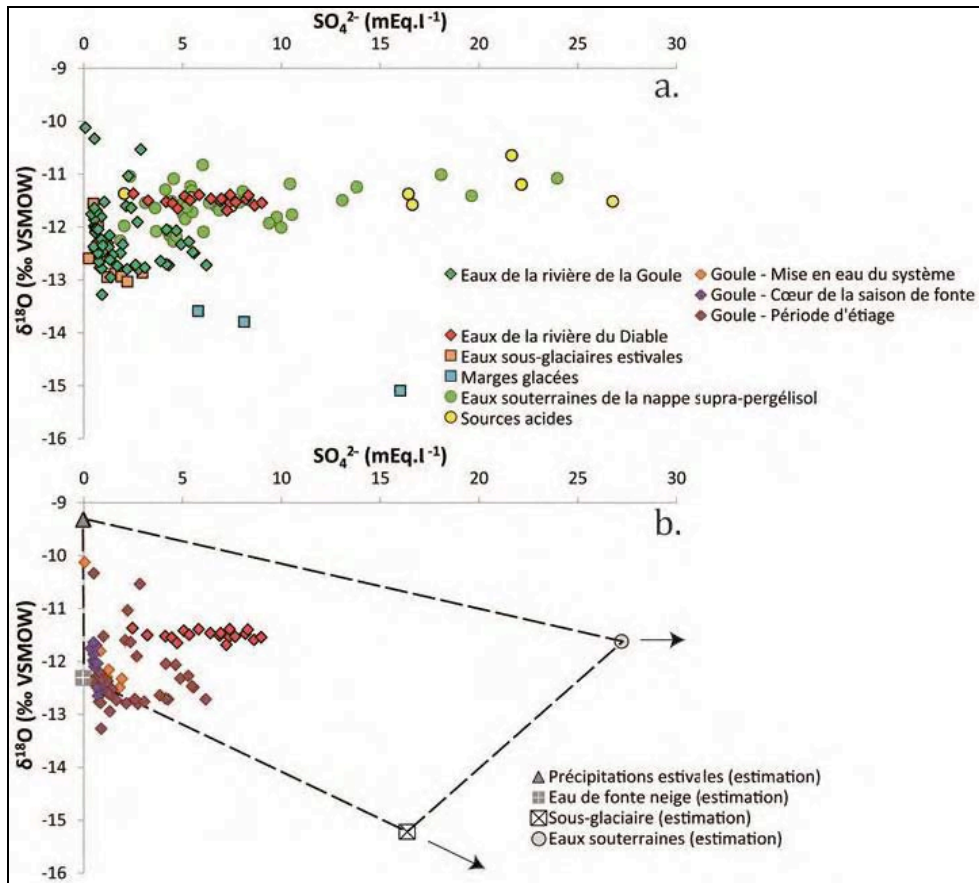 SO₄²⁻ (mEq.l⁻¹)
0 5 10 15 20 25 30
-9
-10
-11
-12
-13
-14
-15
-16
δ¹⁸O (‰ VSMOW)
a.
Eaux de la rivière de la Goule
Eaux de la rivière du Diable
Eaux sous-glaciaires estivales
Marges glacées
Eaux souterraines de la nappe supra-pergélisol
Sources acides
Goule - Mise en eau du système
Goule - Cœur de la saison de fonte
Goule - Période d'étiage
SO₄²⁻ (mEq.l⁻¹)
0 5 10 15 20 25 30
-9
-10
-11
-12
-13
-14
-15
-16
δ¹⁸O (‰ VSMOW)
b.
Précipitations estivales (estimation)
Eau de fonte neige (estimation)
Sous-glaciaire (estimation)
Eaux souterraines (estimation)